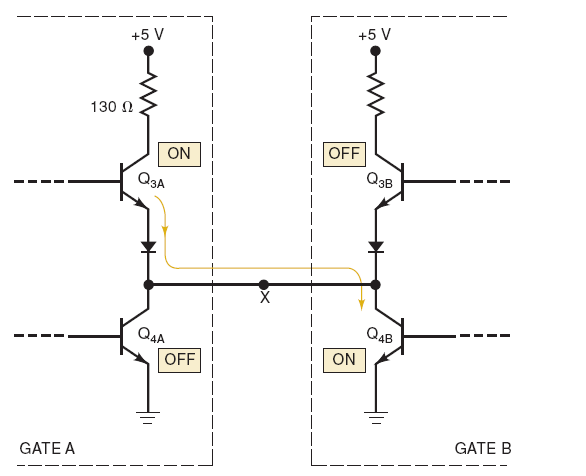 +5 V
+5 V
130 Ω
ON
OFF
Q3A
Q3B
X
Q4A
Q4B
OFF
ON
GATE A
GATE B